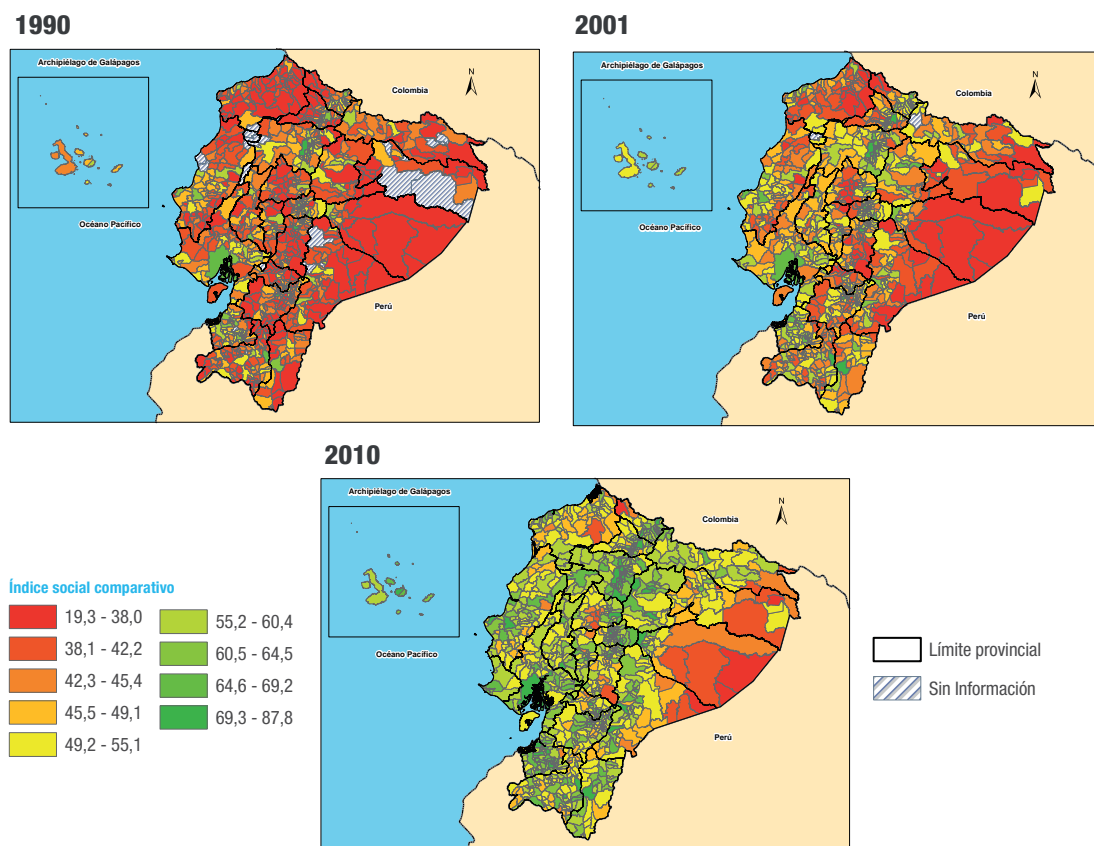 1990
Archipiélago de Galápagos
N
Colombia
Océano Pacífico
Perú
2001
Archipiélago de Galápagos
N
Colombia
Océano Pacífico
Perú
2010
Archipiélago de Galápagos
N
Colombia
Océano Pacífico
Perú
Índice social comparativo
19,3 - 38,0
38,1 - 42,2
42,3 - 45,4
45,5 - 49,1
49,2 - 55,1
55,2 - 60,4
60,5 - 64,5
64,6 - 69,2
69,3 - 87,8
Límite provincial
Sin Información